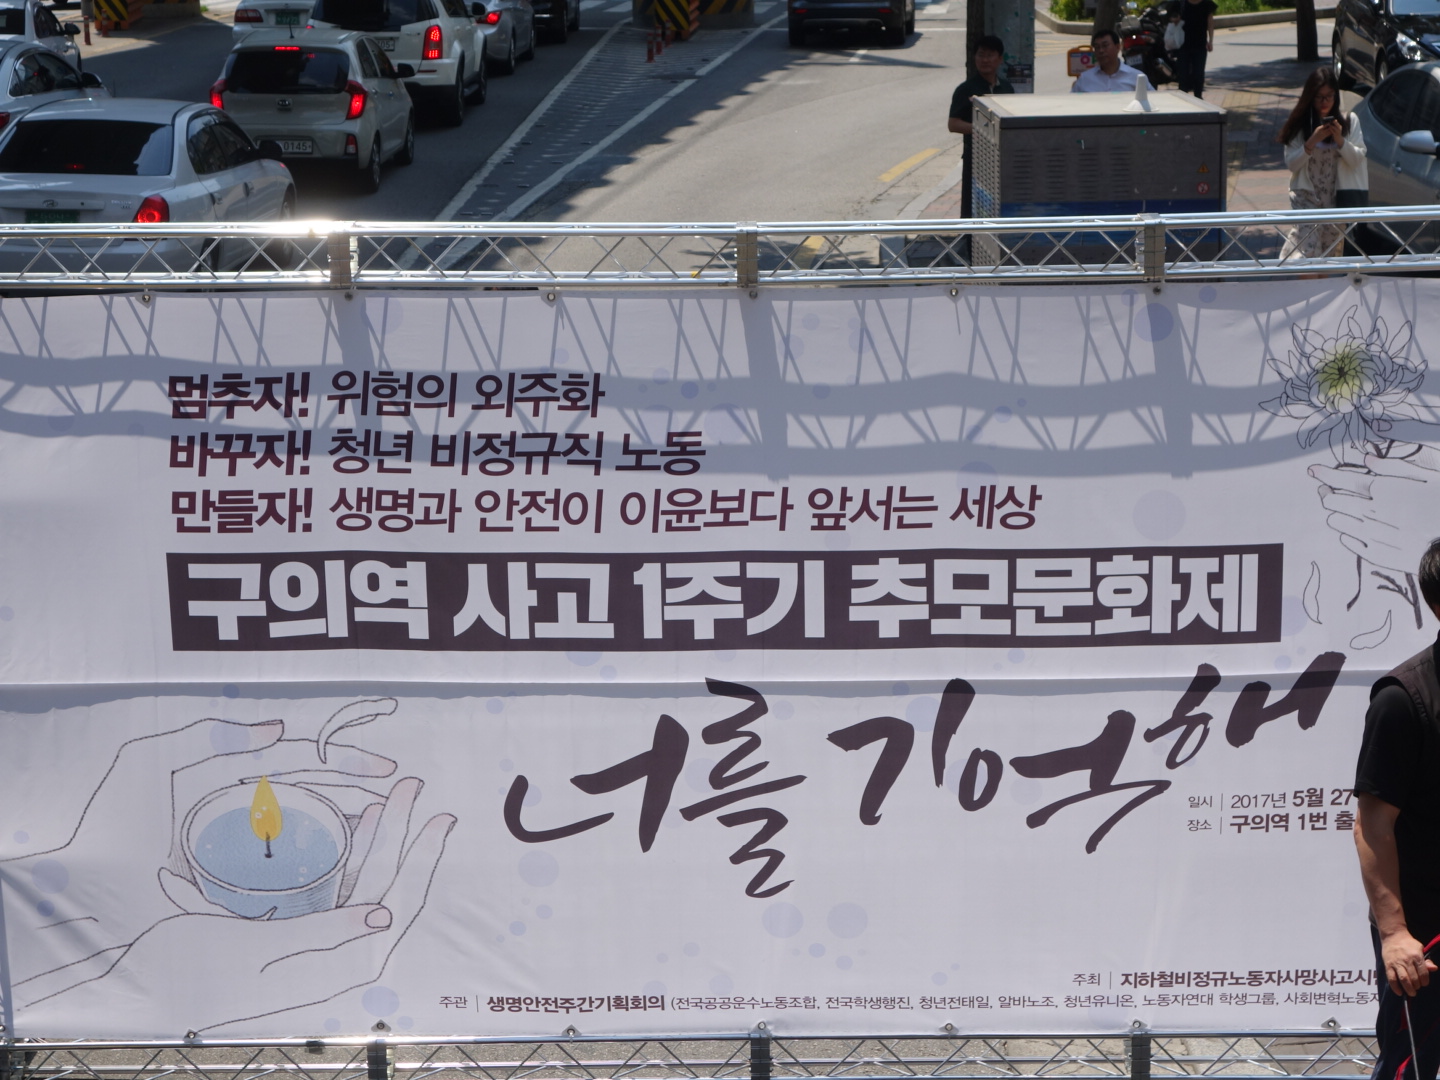 멈추자! 위험의 외주화
바꾸자! 청년 비정규직 노동
만들자! 생명과 안전이 이윤보다 앞서는 세상
구의역 사고 1주기 추모문화제
너를 기억해
일시 | 2017년 5월 27
장소 | 구의역 1번 출
주최 | 지하철비정규노동자사망사고시
주관 | 생명안전주간기획회의 (전국공공운수노동조합, 전국학생행진, 청년전태일, 알바노조, 청년유니온, 노동자연대 학생그룹, 사회변혁노동자
0145